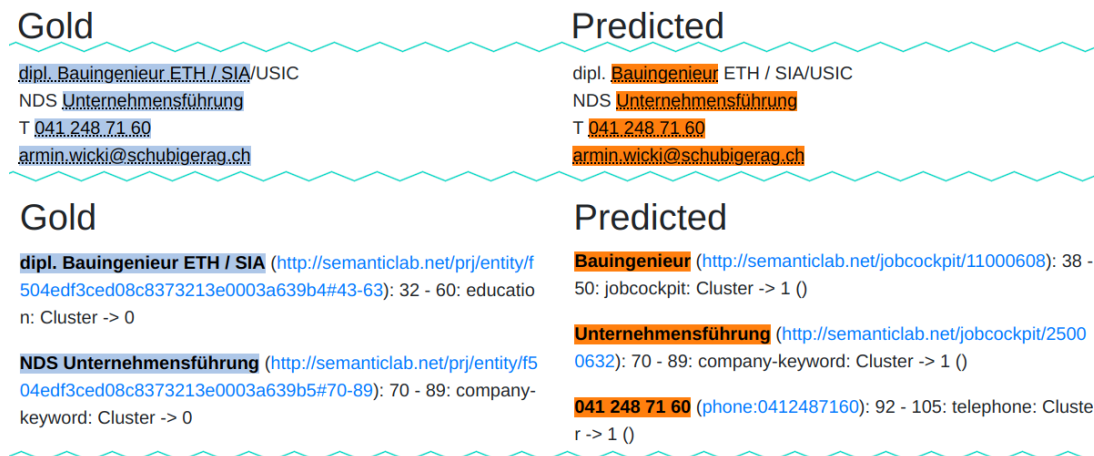 Gold
dipl. Bauingenieur ETH / SIA/USIC
NDS Unternehmensführung
T 041 248 71 60
armin.wicki@schubigerag.ch
Predicted
dipl. Bauingenieur ETH / SIA/USIC
NDS Unternehmensführung
T 041 248 71 60
armin.wicki@schubigerag.ch
Gold
dipl. Bauingenieur ETH / SIA (http://semanticlab.net/prj/entity/f
504edf3ced08c8373213e0003a639b4#43-63): 32 - 60: educatio
n: Cluster -> 0
NDS Unternehmensführung (http://semanticlab.net/prj/entity/f5
04edf3ced08c8373213e0003a639b5#70-89): 70 - 89: company-
keyword: Cluster -> 0
Predicted
Bauingenieur (http://semanticlab.net/jobcockpit/11000608): 38 -
50: jobcockpit: Cluster -> 1 ()
Unternehmensführung (http://semanticlab.net/jobcockpit/2500
0632): 70 - 89: company-keyword: Cluster -> 1 ()
041 248 71 60 (phone:0412487160): 92 - 105: telephone: Cluste
r -> 1 ()